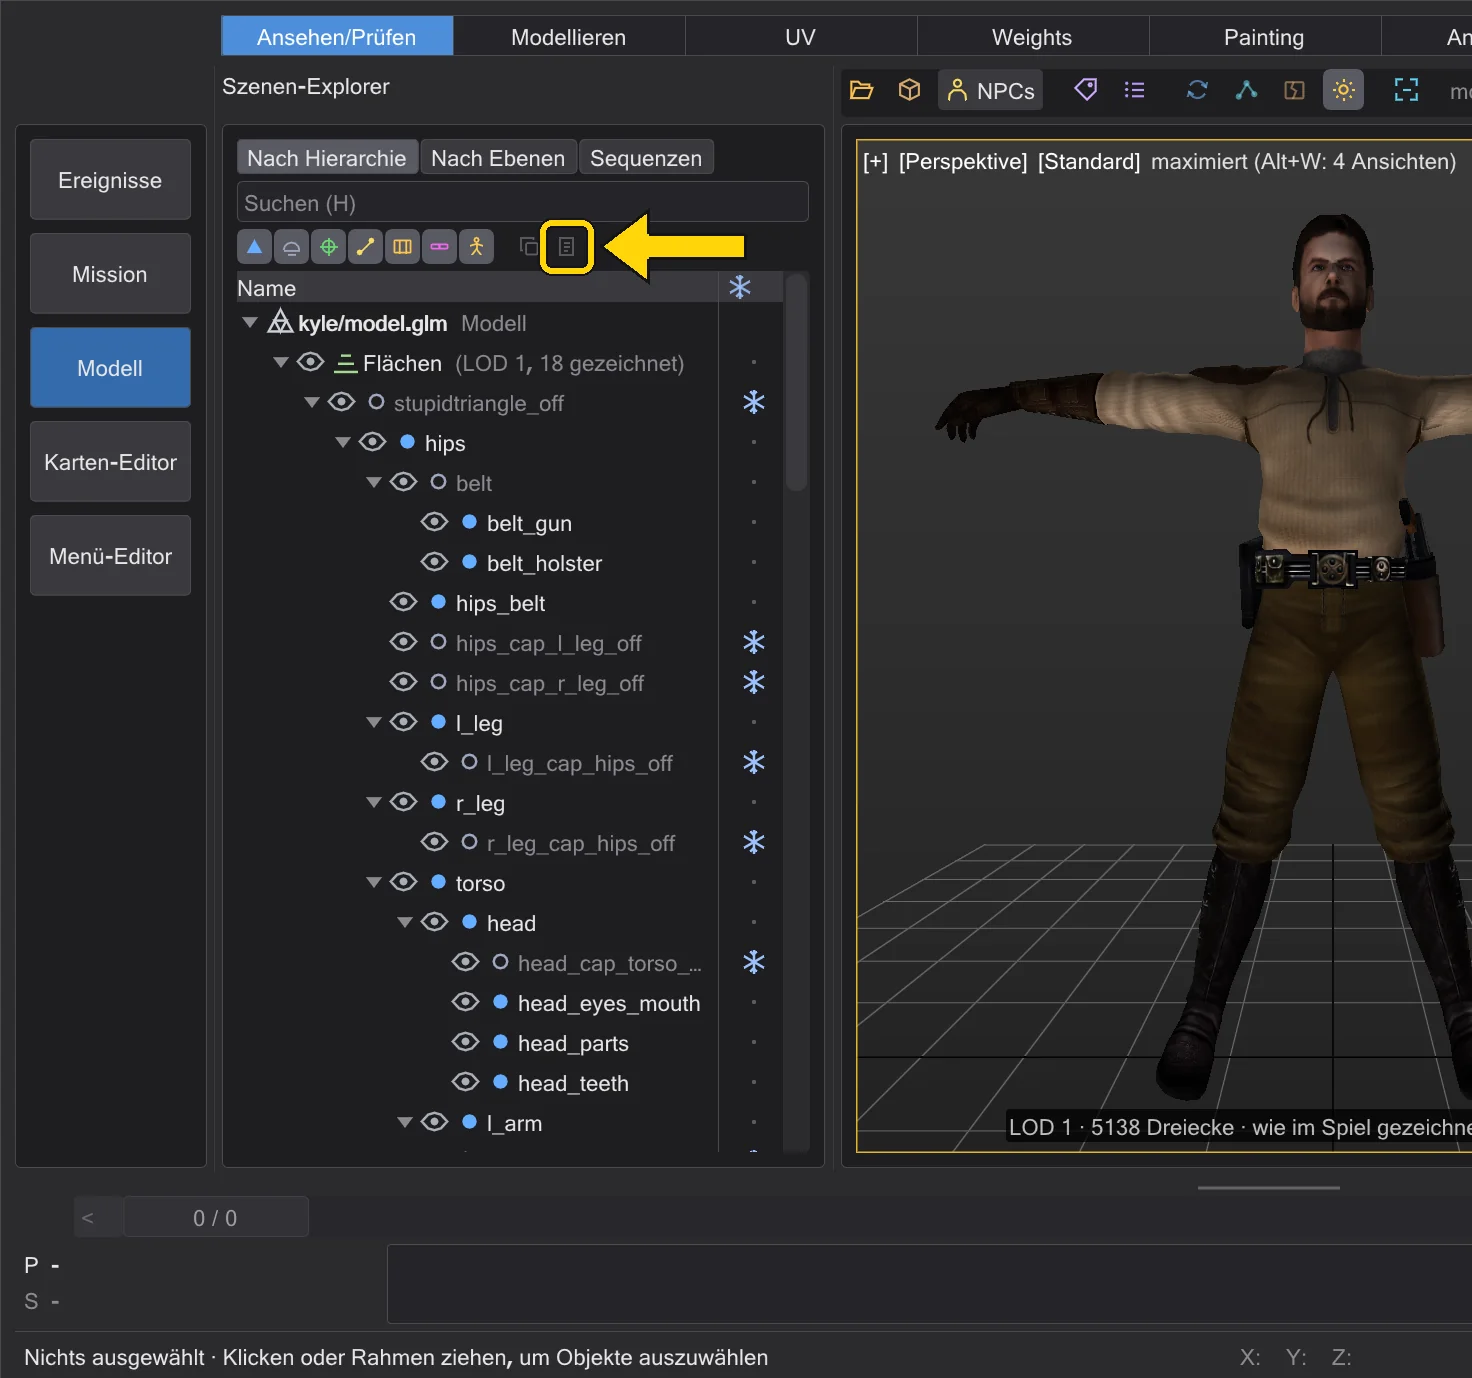 Ansehen/Prüfen Modellieren UV Weights Painting An
Szenen-Explorer
NPCs
Ereignisse
Mission
Modell
Karten-Editor
Menü-Editor
Nach Hierarchie Nach Ebenen Sequenzen
Suchen (H)
Name
kyle/model.glm Modell
Flächen (LOD 1, 18 gezeichnet)
stupidtriangle_off
hips
belt
belt_gun
belt_holster
hips_belt
hips_cap_l_leg_off
hips_cap_r_leg_off
l_leg
l_leg_cap_hips_off
r_leg
r_leg_cap_hips_off
torso
head
head_cap_torso_...
head_eyes_mouth
head_parts
head_teeth
l_arm
[+] [Perspektive] [Standard] maximiert (Alt+W: 4 Ansichten)
LOD 1 · 5138 Dreiecke · wie im Spiel gezeichne
< 0 / 0
P -
S -
Nichts ausgewählt · Klicken oder Rahmen ziehen, um Objekte auszuwählen
X: Y: Z: